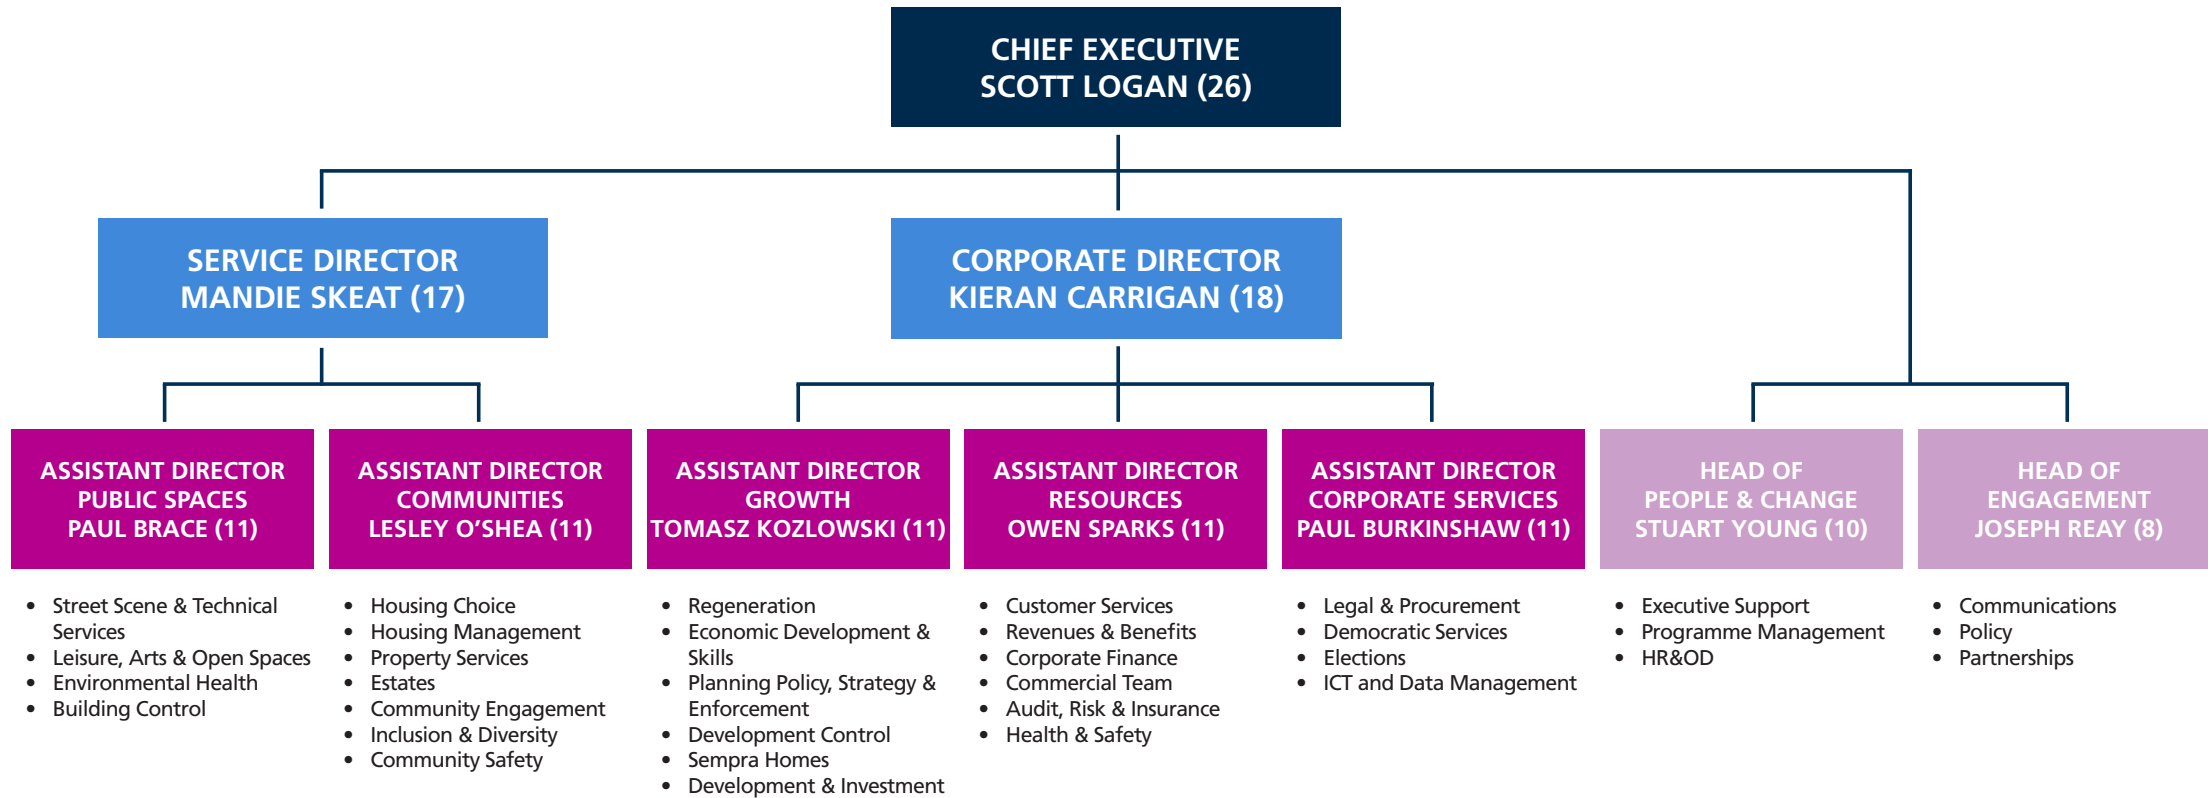 CHIEF EXECUTIVE
SCOTT LOGAN (26)
SERVICE DIRECTOR
MANDIE SKEAT (17)
CORPORATE DIRECTOR
KIERAN CARRIGAN (18)
ASSISTANT DIRECTOR
PUBLIC SPACES
PAUL BRACE (11)
• Street Scene & Technical
Services
• Leisure, Arts & Open Spaces
• Environmental Health
• Building Control
ASSISTANT DIRECTOR
COMMUNITIES
LESLEY O’SHEA (11)
• Housing Choice
• Housing Management
• Property Services
• Estates
• Community Engagement
• Inclusion & Diversity
• Community Safety
ASSISTANT DIRECTOR
GROWTH
TOMASZ KOZLOWSKI (11)
• Regeneration
• Economic Development &
Skills
• Planning Policy, Strategy &
Enforcement
• Development Control
• Sempra Homes
• Development & Investment
ASSISTANT DIRECTOR
RESOURCES
OWEN SPARKS (11)
• Customer Services
• Revenues & Benefits
• Corporate Finance
• Commercial Team
• Audit, Risk & Insurance
• Health & Safety
ASSISTANT DIRECTOR
CORPORATE SERVICES
PAUL BURKINSHAW (11)
• Legal & Procurement
• Democratic Services
• Elections
• ICT and Data Management
HEAD OF
PEOPLE & CHANGE
STUART YOUNG (10)
• Executive Support
• Programme Management
• HR&OD
HEAD OF
ENGAGEMENT
JOSEPH REAY (8)
• Communications
• Policy
• Partnerships